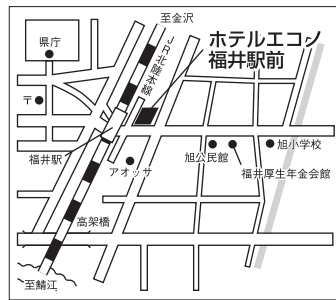 至金沢
県庁
JR北陸本線
ホテルエコノ
福井駅前
〒
福井駅
アオッサ
旭公民館
旭小学校
福井厚生年金会館
高架橋
至鯖江